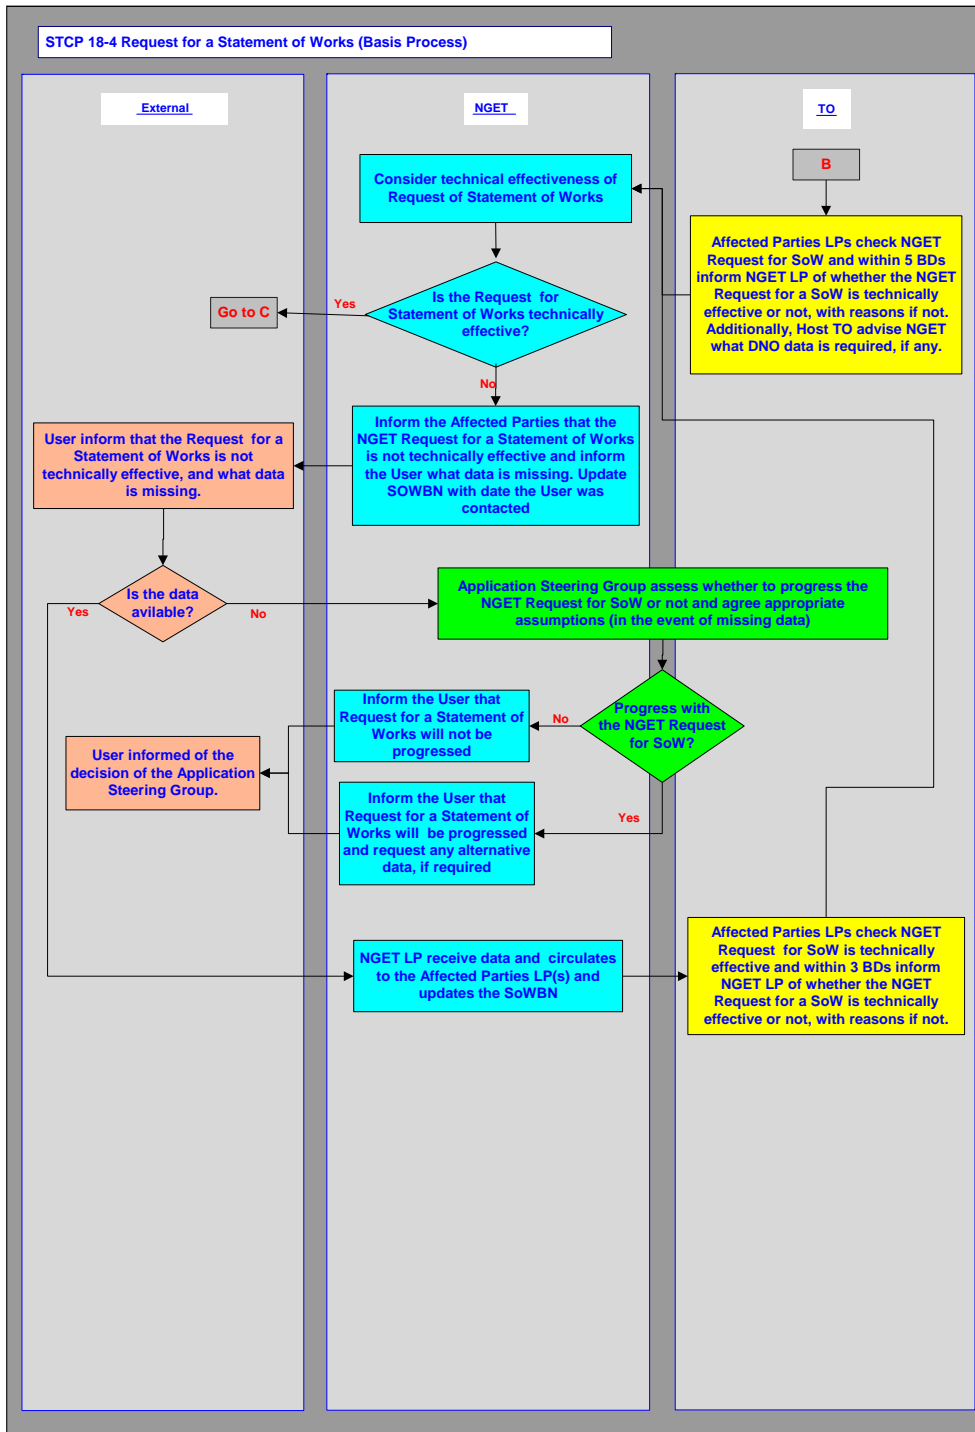 STCP 18-4 Request for a Statement of Works (Basis Process)
External
NGET
TO
B
Consider technical effectiveness of
Request of Statement of Works
Affected Parties LPs check NGET
Request for SoW and within 5 BDs
inform NGET LP of whether the NGET
Request for a SoW is technically
effective or not, with reasons if not.
Additionally, Host TO advise NGET
what DNO data is required, if any.
Is the Request for
Statement of Works technically
effective?
Yes
Go to C
No
Inform the Affected Parties that the
NGET Request for a Statement of Works
is not technically effective and inform
the User what data is missing. Update
SOWBN with date the User was
contacted
User inform that the Request for a
Statement of Works is not
technically effective, and what data
is missing.
Is the data
avilable?
Yes
No
Application Steering Group assess whether to progress the
NGET Request for SoW or not and agree appropriate
assumptions (in the event of missing data)
Progress with
the NGET Request
for SoW?
No
Inform the User that
Request for a Statement of
Works will not be
progressed
User informed of the
decision of the Application
Steering Group.
Yes
Inform the User that
Request for a Statement of
Works will be progressed
and request any alternative
data, if required
NGET LP receive data and circulates
to the Affected Parties LP(s) and
updates the SoWBN
Affected Parties LPs check NGET
Request for SoW is technically
effective and within 3 BDs inform
NGET LP of whether the NGET
Request for a SoW is technically
effective or not, with reasons if not.